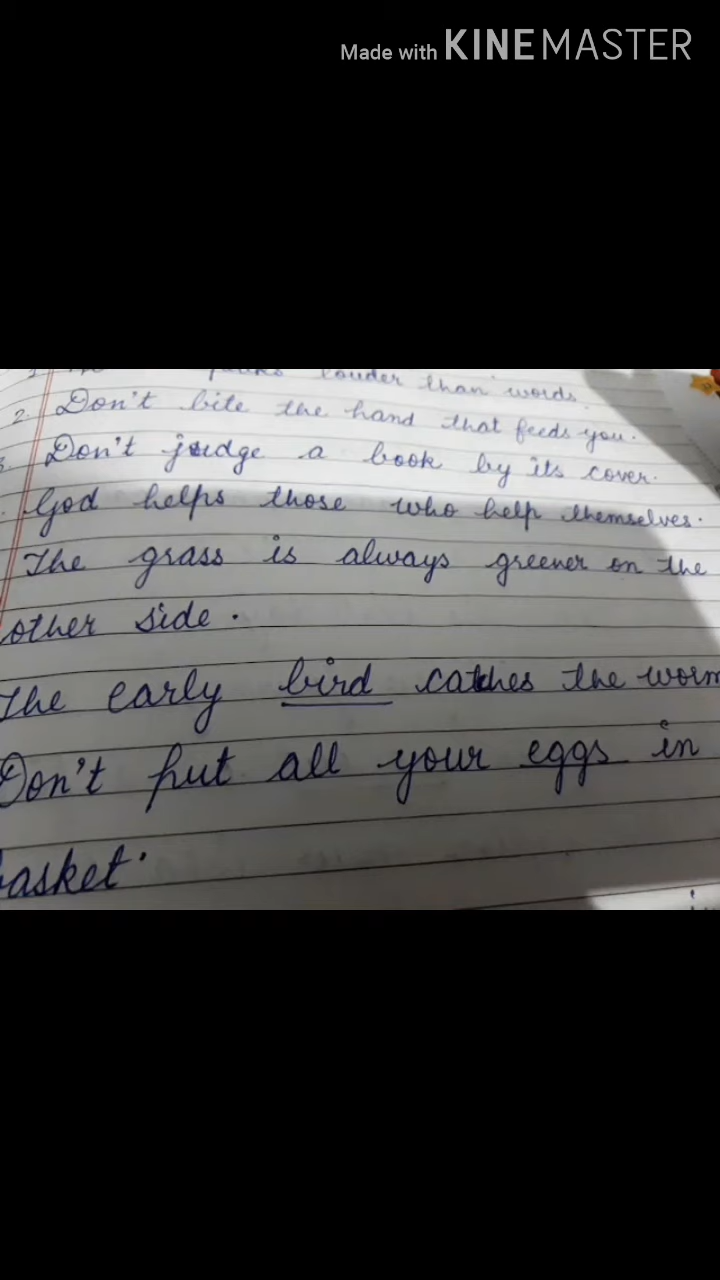 Made with KINEMASTER
louder than words.
2. Don't bite the hand that feeds you.
Don't judge a book by its cover.
God helps those who help themselves.
The grass is always greener on the
other side.
The early bird catches the worm
Don't put all your eggs in
basket.